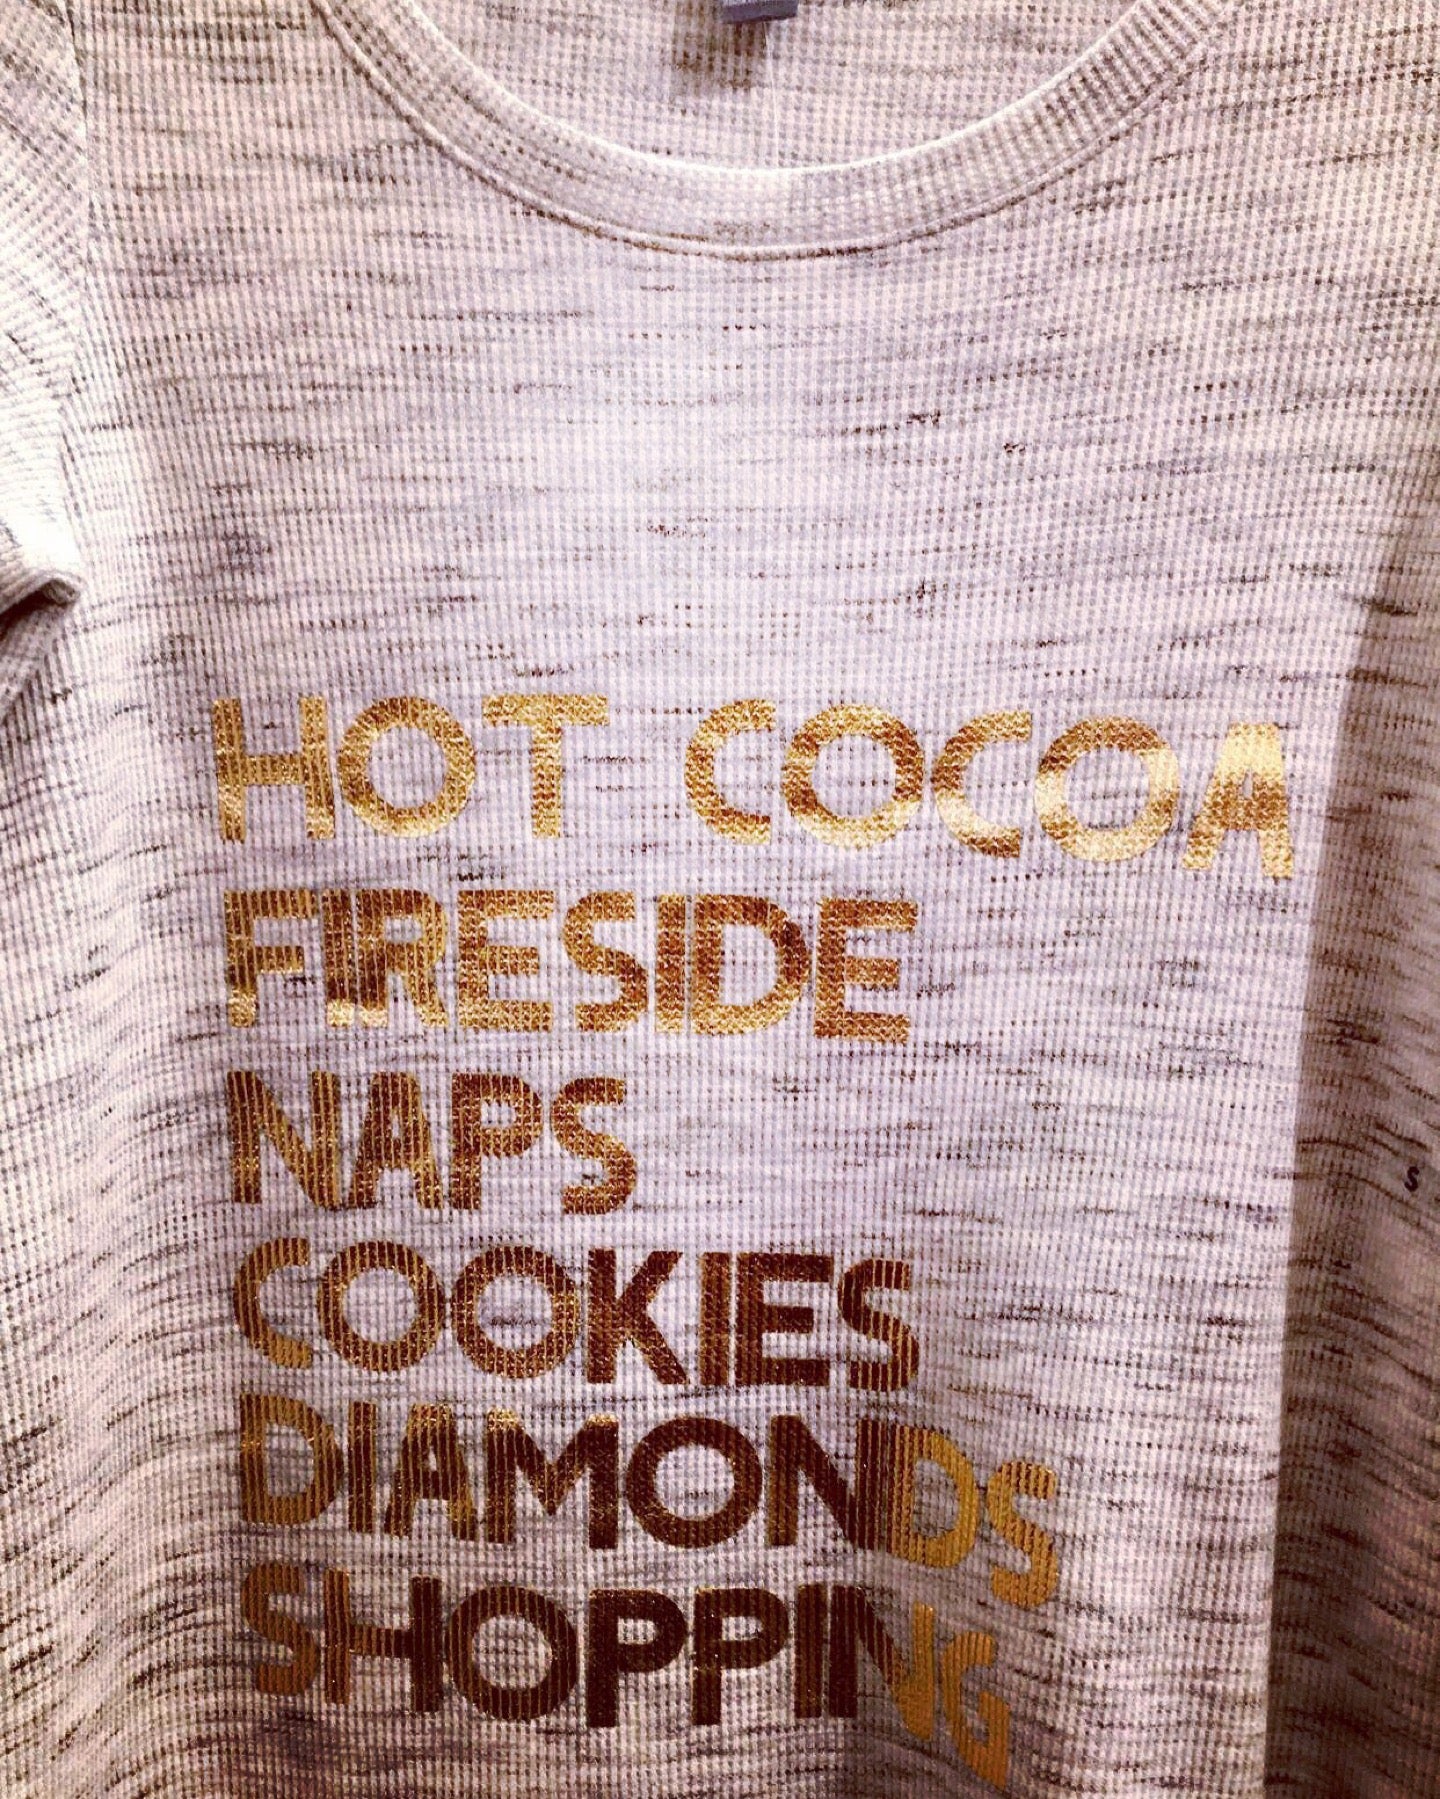 HOT COCOA
FIRESIDE
NAPS
COOKIES
DIAMONDS
SHOPPING
S